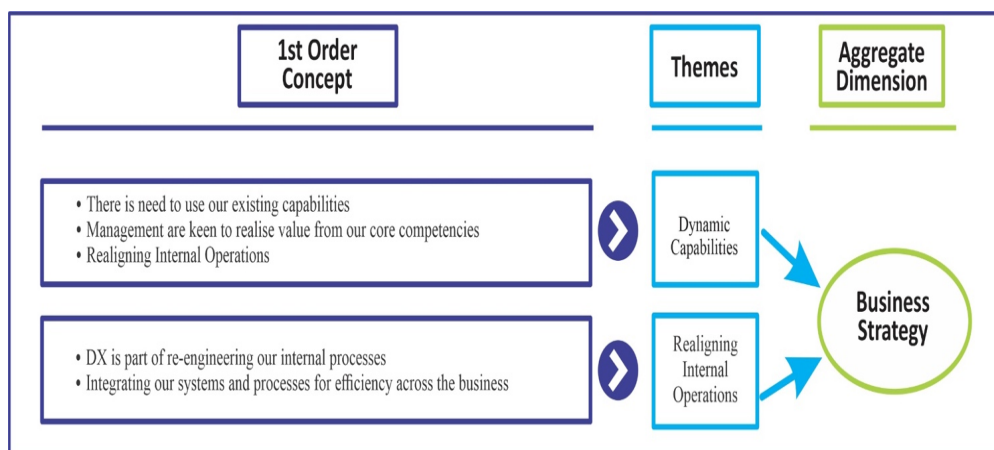 1st Order
Concept
Themes
Aggregate
Dimension
• There is need to use our existing capabilities
• Management are keen to realise value from our core competencies
• Realigning Internal Operations
Dynamic
Capabilities
• DX is part of re-engineering our internal processes
• Integrating our systems and processes for efficiency across the business
Realigning
Internal
Operations
Business
Strategy